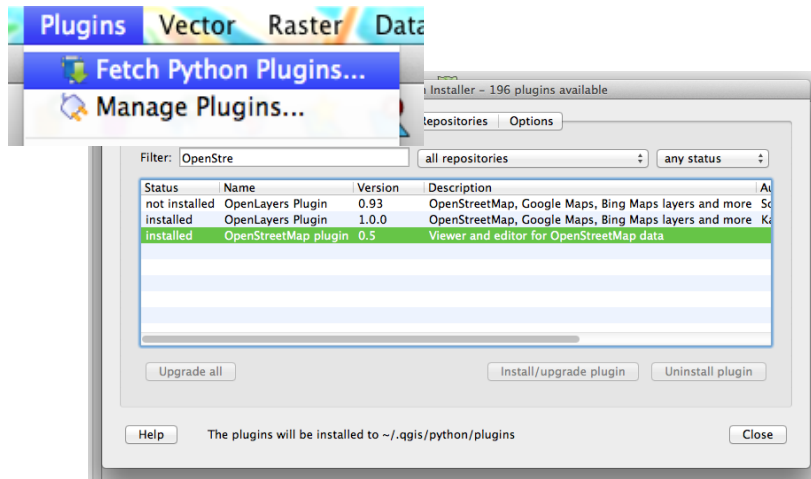 Plugins Vector Raster Data
Fetch Python Plugins...
Manage Plugins...
Installer - 196 plugins available
Repositories Options
Filter: OpenStre all repositories any status
Status Name Version Description
not installed OpenLayers Plugin 0.93 OpenStreetMap, Google Maps, Bing Maps layers and more
installed OpenLayers Plugin 1.0.0 OpenStreetMap, Google Maps, Bing Maps layers and more
installed OpenStreetMap plugin 0.5 Viewer and editor for OpenStreetMap data
Upgrade all Install/upgrade plugin Uninstall plugin
Help The plugins will be installed to ~/.qgis/python/plugins Close